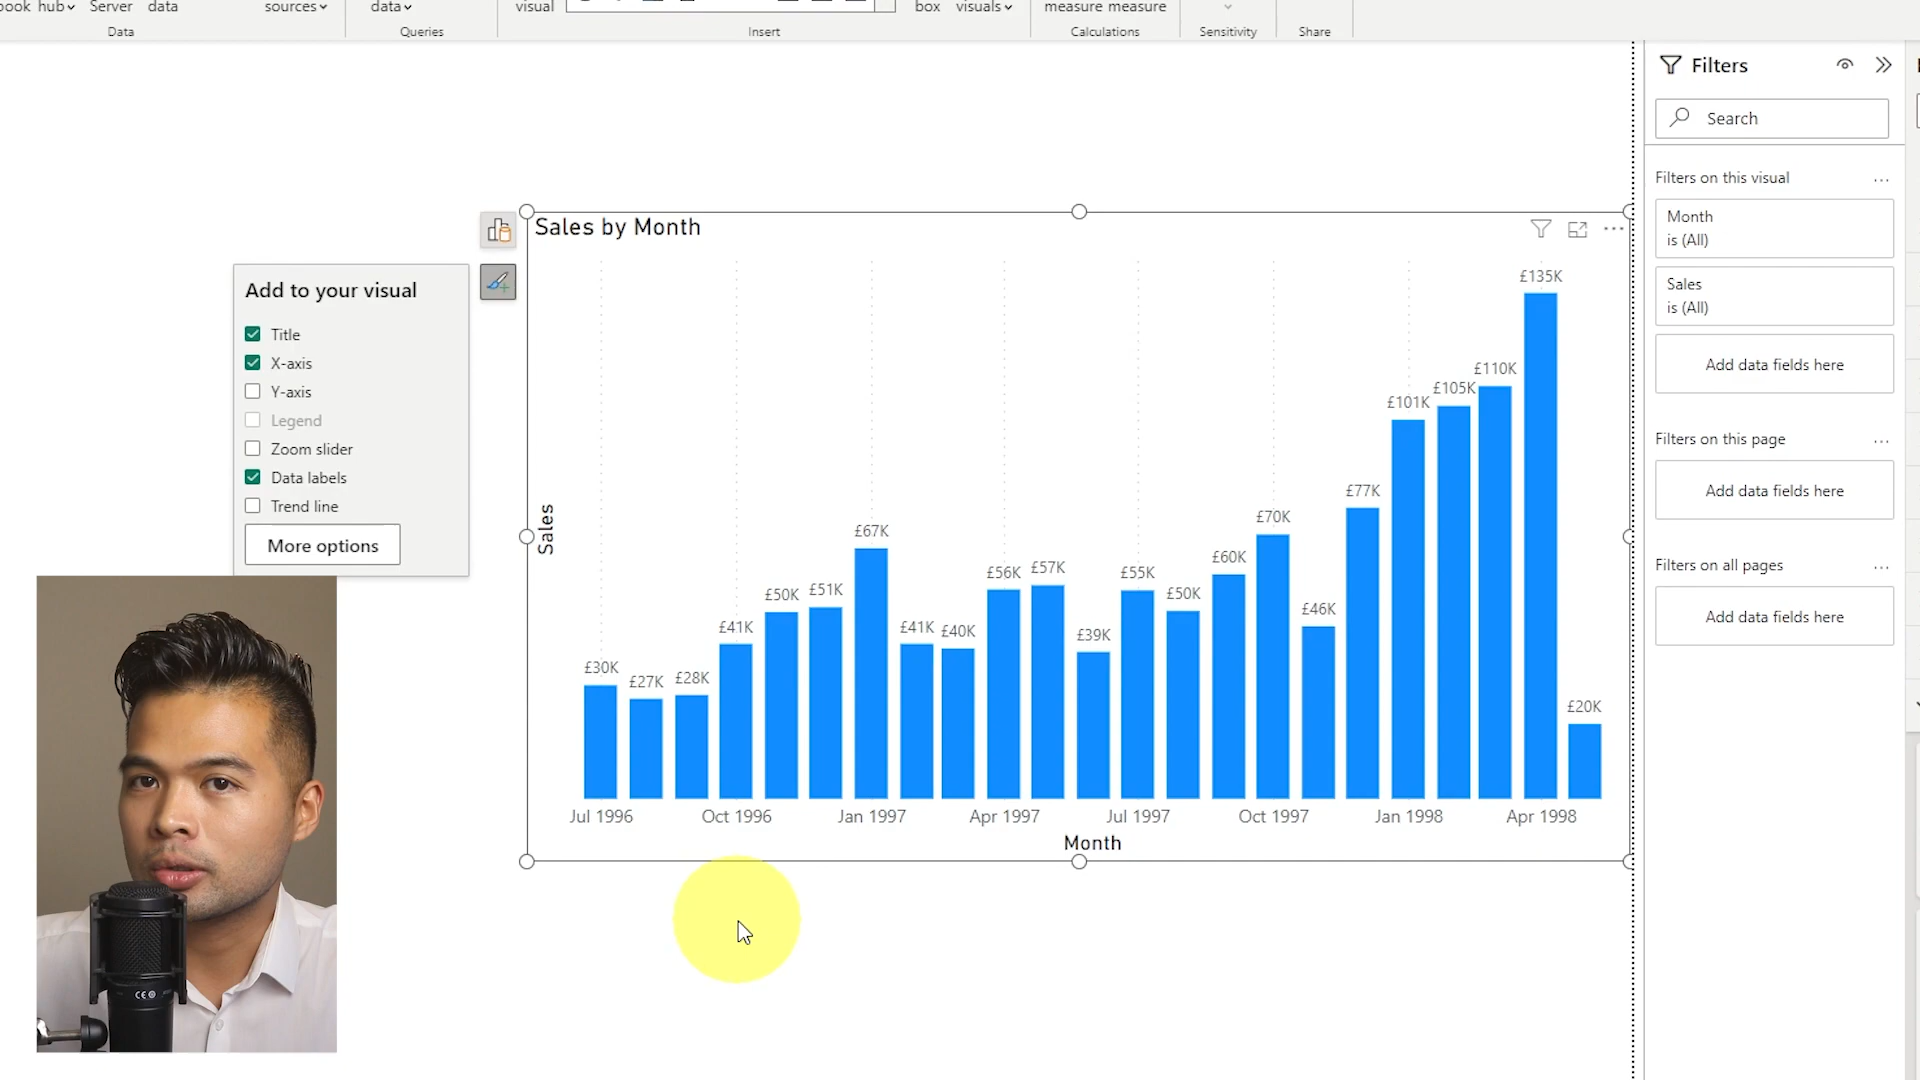 ook hub Server data
sources
data
visual
box visuals
measure measure
Data
Queries
Insert
Calculations
Sensitivity
Share
Filters
Search
Filters on this visual
...
Month
is (All)
Sales
is (All)
Add data fields here
Filters on this page
...
Add data fields here
Filters on all pages
...
Add data fields here
Add to your visual
Title
X-axis
Y-axis
Legend
Zoom slider
Data labels
Trend line
More options
Sales by Month
Sales
£30K £27K £28K £41K £50K £51K £67K £41K £40K £56K £57K £39K £55K £50K £60K £70K £46K £77K £101K £105K £110K £135K £20K
Jul 1996 Oct 1996 Jan 1997 Apr 1997 Jul 1997 Oct 1997 Jan 1998 Apr 1998
Month